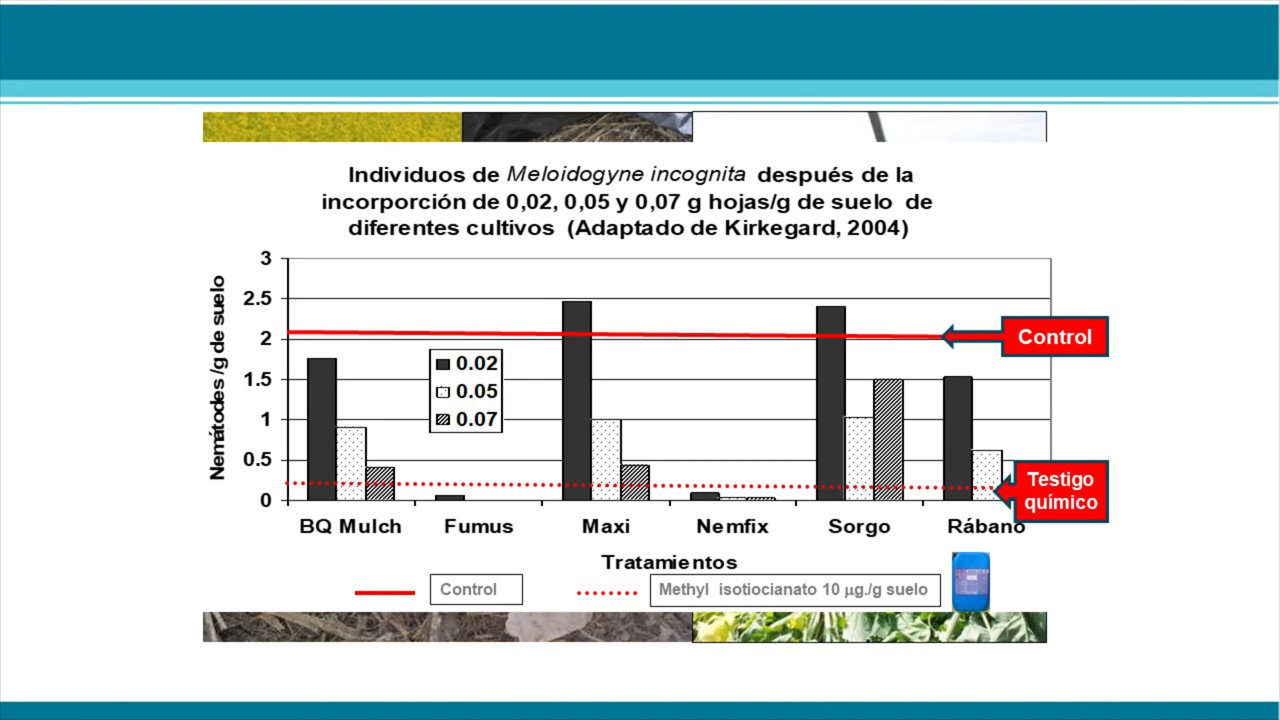 Individuos de Meloidogyne incognita después de la
incorporción de 0,02, 0,05 y 0,07 g hojas/g de suelo de
diferentes cultivos (Adaptado de Kirkegard, 2004)
Nemátodes /g de suelo
3
2.5
2
1.5
1
0.5
0
0.02
0.05
0.07
Control
Testigo
químico
BQ Mulch Fumus Maxi Nemfix Sorgo Rábano
Tratamientos
Control
Methyl isotiocianato 10 µg./g suelo